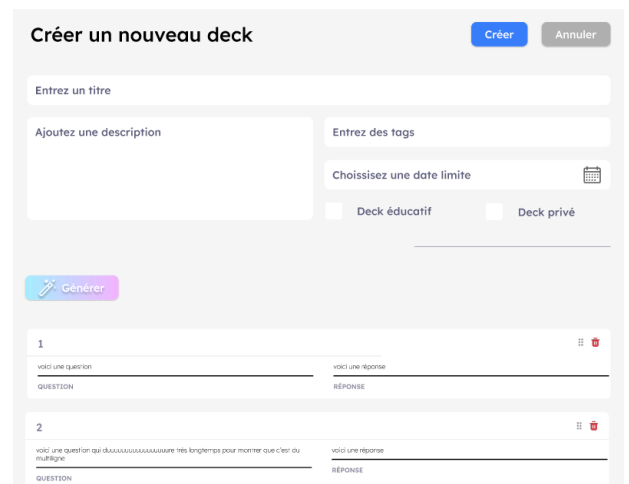 Créer un nouveau deck
Créer
Annuler
Entrez un titre
Ajoutez une description
Entrez des tags
Choissisez une date limite
Deck éducatif
Deck privé
Générer
1
voici une question
voici une réponse
QUESTION
RÉPONSE
2
voici une question qui duuuuuuuuuuuuuuuure très longtemps pour montrer que c'est du
multiligne
voici une réponse
QUESTION
RÉPONSE